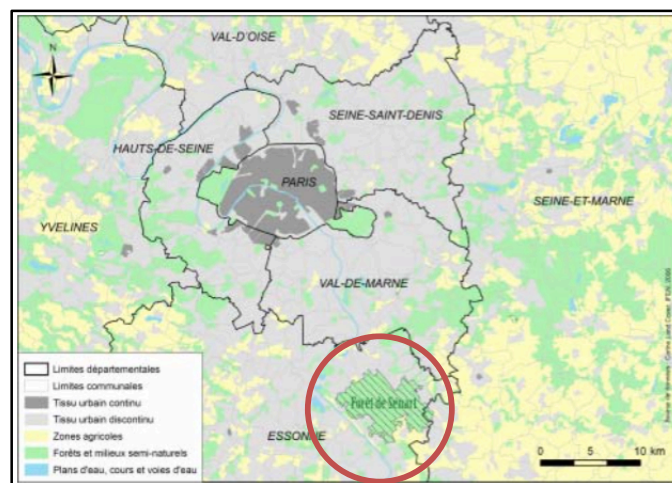 VAL-D'OISE
N
SEINE-SAINT-DENIS
HAUTS-DE-SEINE
PARIS
SEINE-ET-MARNE
YVELINES
VAL-DE-MARNE
Limites départementales
Limites communales
Tissu urbain continu
Tissu urbain discontinu
Zones agricoles
Forêts et milieux semi-naturels
Plans d'eau, cours et voies d'eau
Forêt de Sénart
ESSONNE
0 5 10 km